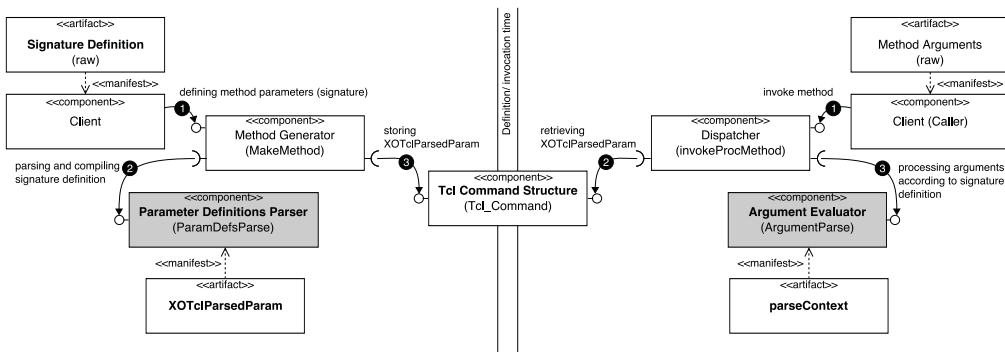 <<artifact>>
Signature Definition
(raw)
<<manifest>>
<<component>>
Client
1
defining method parameters (signature)
<<component>>
Method Generator
(MakeMethod)
parsing and compiling
signature definition
2
<<component>>
Parameter Definitions Parser
(ParamDefsParse)
<<manifest>>
<<artifact>>
XOTclParsedParam
storing
XOTclParsedParam
3
<<component>>
Tcl Command Structure
(Tcl_Command)
Definition/ invocation time
retrieving
XOTclParsedParam
2
<<component>>
Dispatcher
(invokeProcMethod)
invoke method
1
<<artifact>>
Method Arguments
(raw)
<<manifest>>
<<component>>
Client (Caller)
3
processing arguments
according to signature
definition
<<component>>
Argument Evaluator
(ArgumentParse)
<<manifest>>
<<artifact>>
parseContext